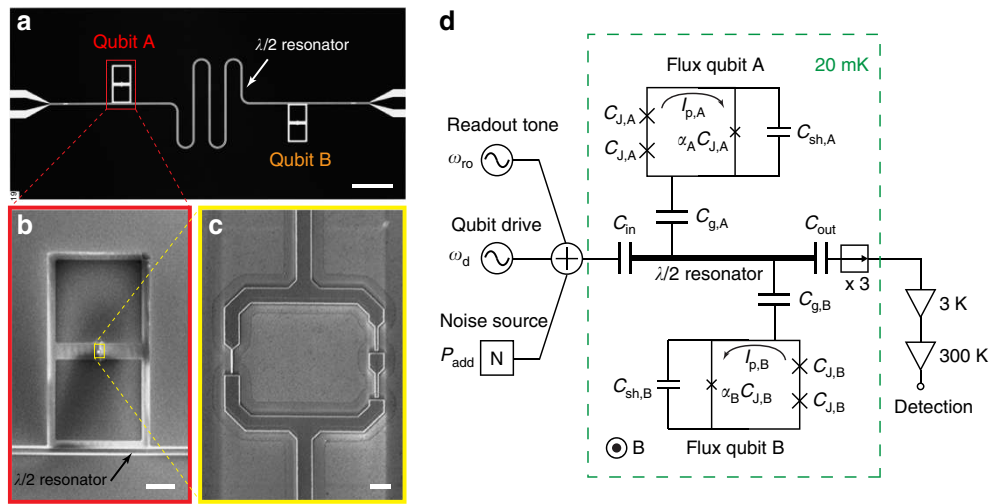 a
Qubit A
λ/2 resonator
Qubit B
19
b
λ/2 resonator
c
d
20 mK
Flux qubit A
C_J,A
C_J,A
I_p,A
α_A C_J,A
C_sh,A
Readout tone
ω_ro
Qubit drive
ω_d
Noise source
P_add
N
C_in
C_g,A
C_out
λ/2 resonator
x 3
C_g,B
3 K
300 K
Detection
C_sh,B
α_B C_J,B
I_p,B
C_J,B
C_J,B
Flux qubit B
B